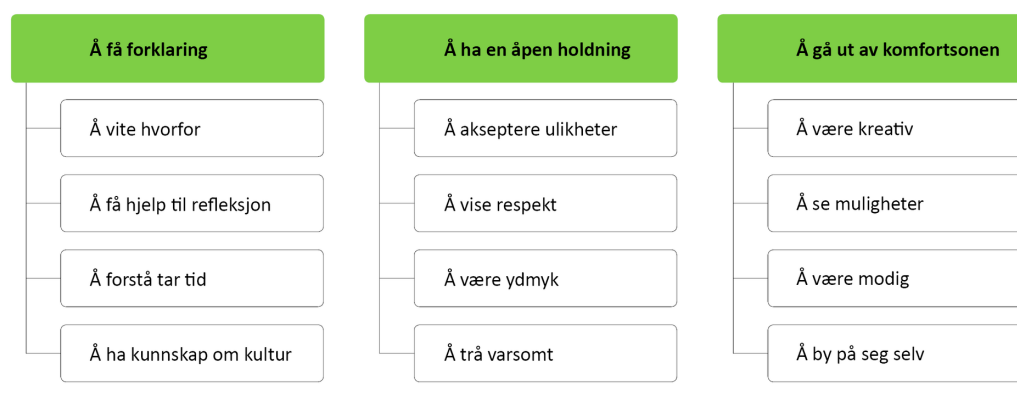 Å få forklaring
Å vite hvorfor
Å få hjelp til refleksjon
Å forstå tar tid
Å ha kunnskap om kultur
Å ha en åpen holdning
Å akseptere ulikheter
Å vise respekt
Å være ydmyk
Å trå varsomt
Å gå ut av komfortsonen
Å være kreativ
Å se muligheter
Å være modig
Å by på seg selv